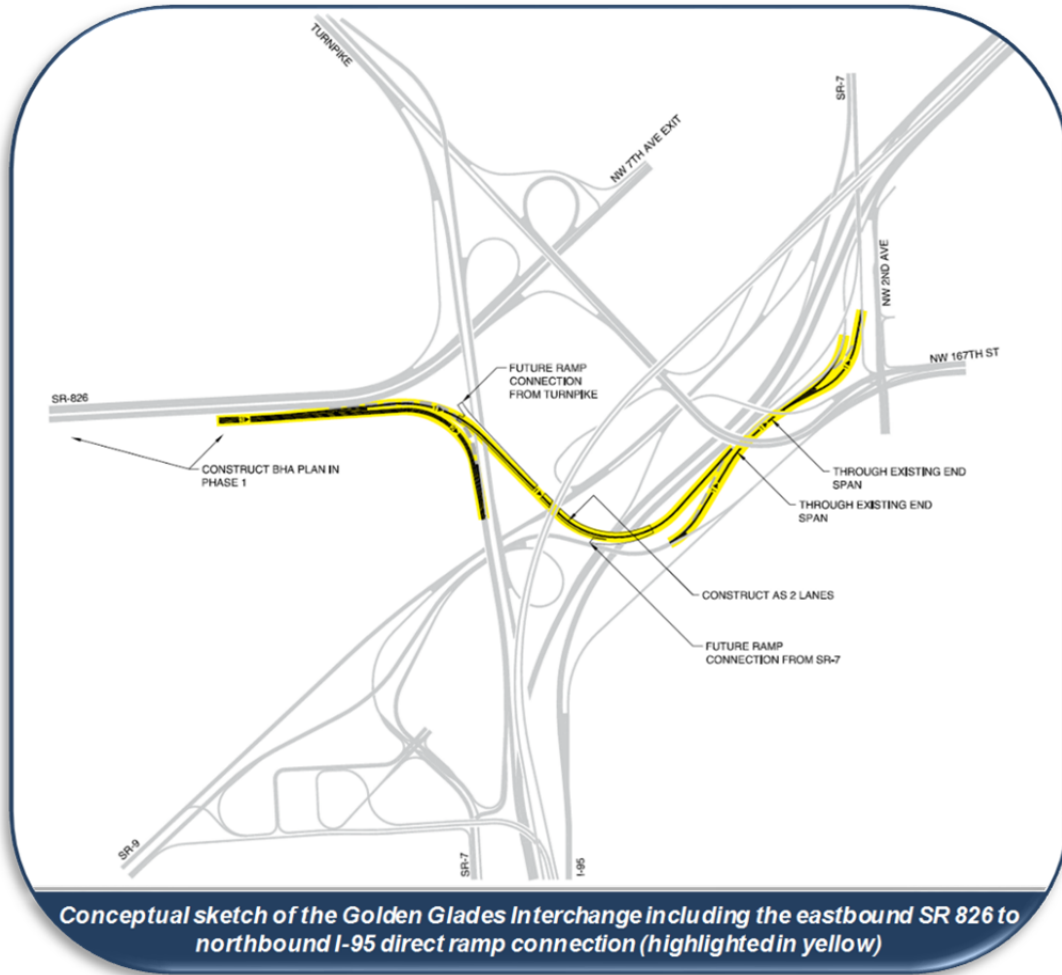 TURNPIKE
SR-7
NW 7TH AVE EXIT
NW 2ND AVE
NW 167TH ST
FUTURE RAMP
CONNECTION
FROM TURNPIKE
SR-826
CONSTRUCT BHA PLAN IN
PHASE 1
THROUGH EXISTING END
SPAN
THROUGH EXISTING END
SPAN
CONSTRUCT AS 2 LANES
FUTURE RAMP
CONNECTION FROM SR-7
SR-9
SR-7
I-95
Conceptual sketch of the Golden Glades Interchange including the eastbound SR 826 to
northbound I-95 direct ramp connection (highlighted in yellow)